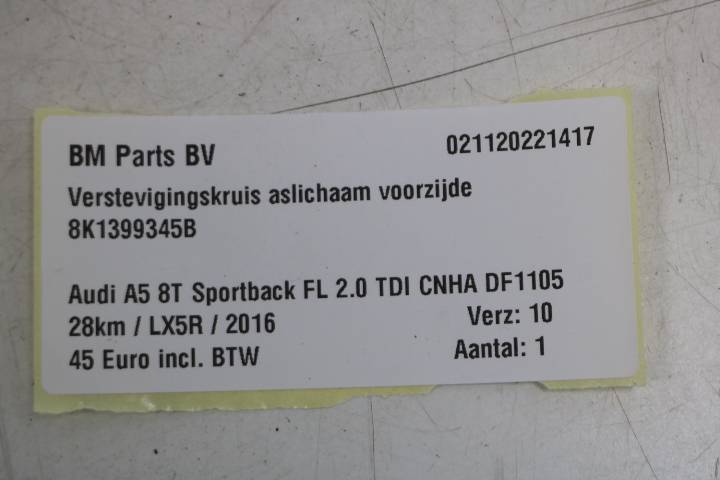 BM Parts BV 021120221417
Verstevigingskruis aslichaam voorzijde
8K1399345B
Audi A5 8T Sportback FL 2.0 TDI CNHA DF1105
28km / LX5R / 2016 Verz: 10
45 Euro incl. BTW Aantal: 1